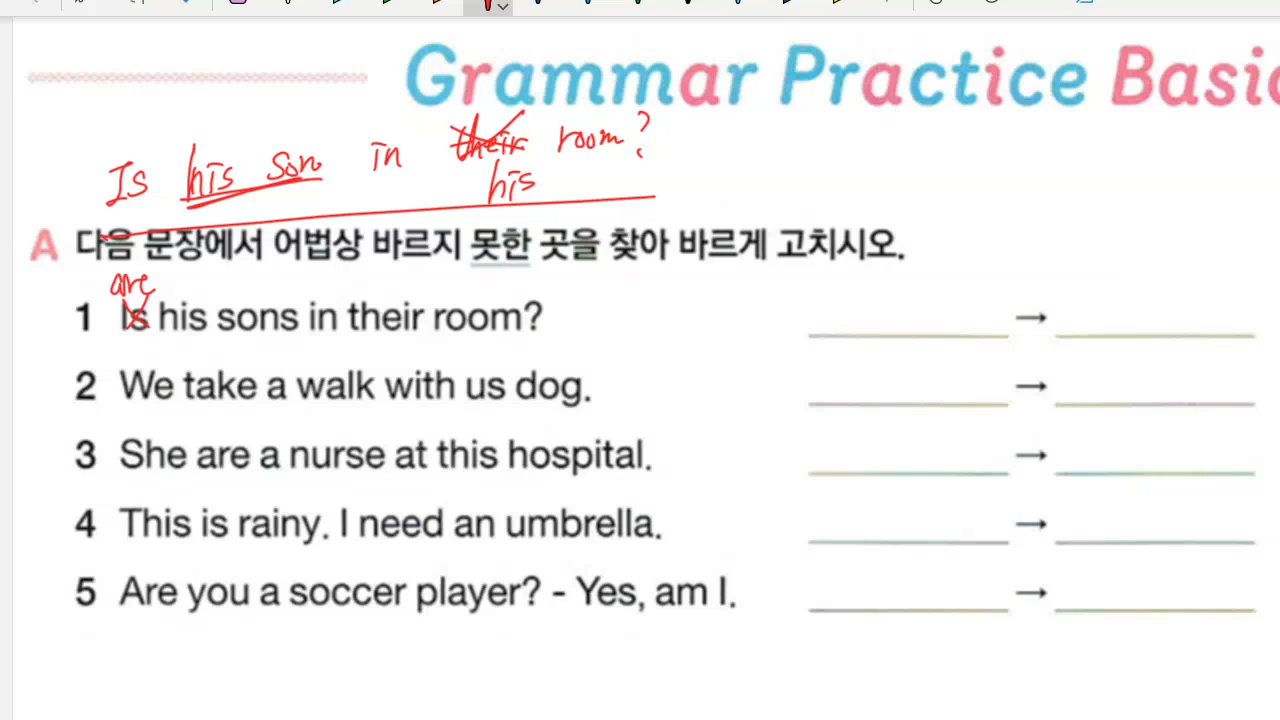 Grammar Practice Basic
Is his son in their room?
his
A 다음 문장에서 어법상 바르지 못한 곳을 찾아 바르게 고치시오.
are
1 Is his sons in their room? →
2 We take a walk with us dog. →
3 She are a nurse at this hospital. →
4 This is rainy. I need an umbrella. →
5 Are you a soccer player? - Yes, am I. →